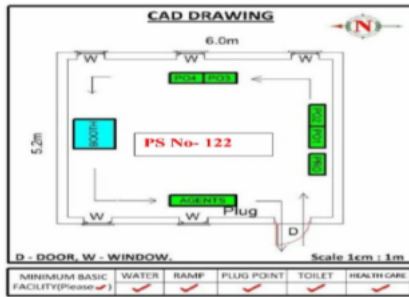 CAD DRAWING
N
6.0m
W W W
PO4 PO3
5.2m
BOOTH
PS No- 122
PO2
PO1
PRO
AGENTS
Plug
W W
D
D - DOOR, W - WINDOW.
Scale 1cm : 1m
MINIMUM BASIC FACILITY(Please✓) WATER RAMP PLUG POINT TOILET HEALTH CARE